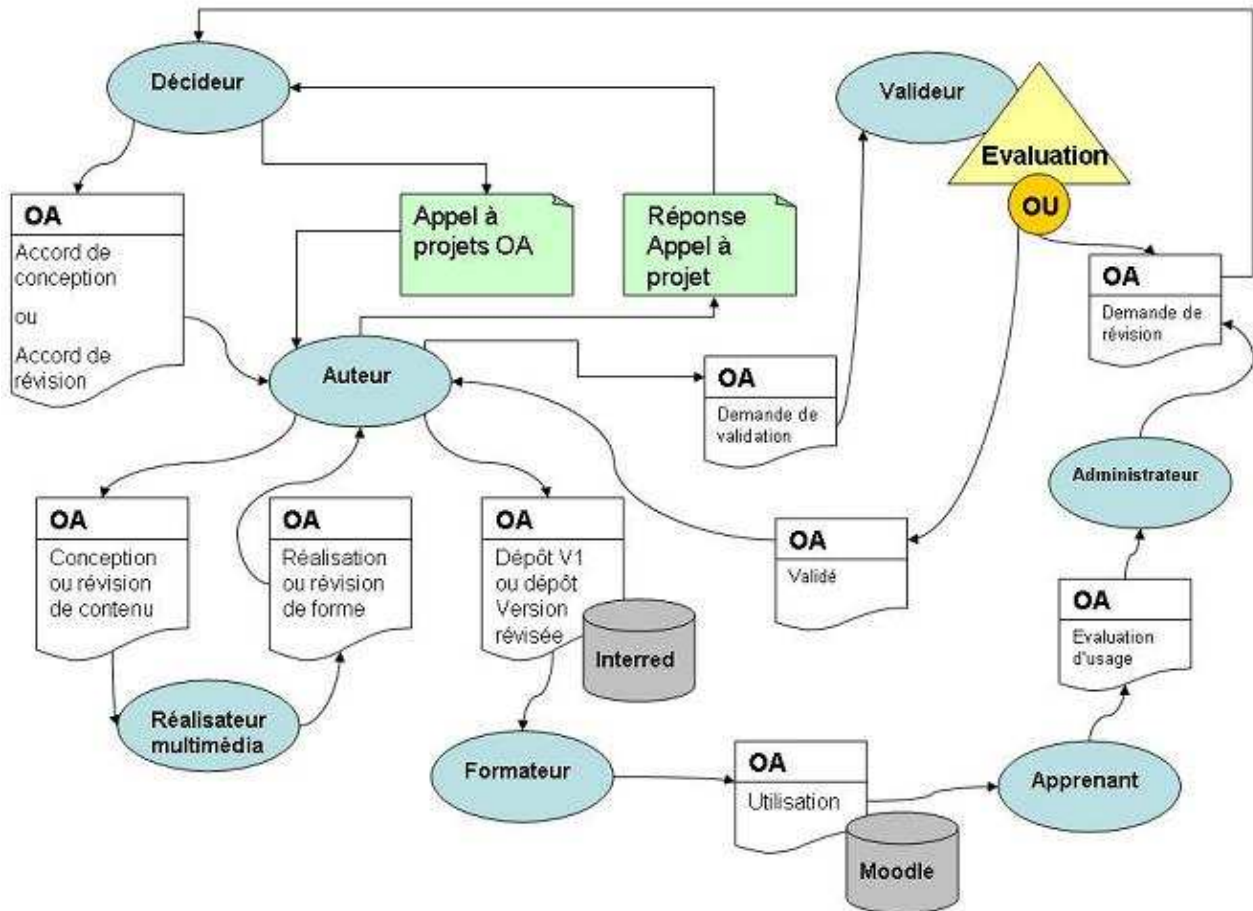 Décideur
Valideur
Evaluation
OU
OA
Accord de
conception
ou
Accord de
révision
Appel à
projets OA
Réponse
Appel à
projet
OA
Demande de
révision
Auteur
OA
Demande de
validation
Administrateur
OA
Conception
ou révision
de contenu
OA
Réalisation
ou révision
de forme
OA
Dépôt V1
ou dépôt
Version
révisée
Interred
OA
Validé
OA
Evaluation
d'usage
Réalisateur
multimédia
Formateur
OA
Utilisation
Moodle
Apprenant